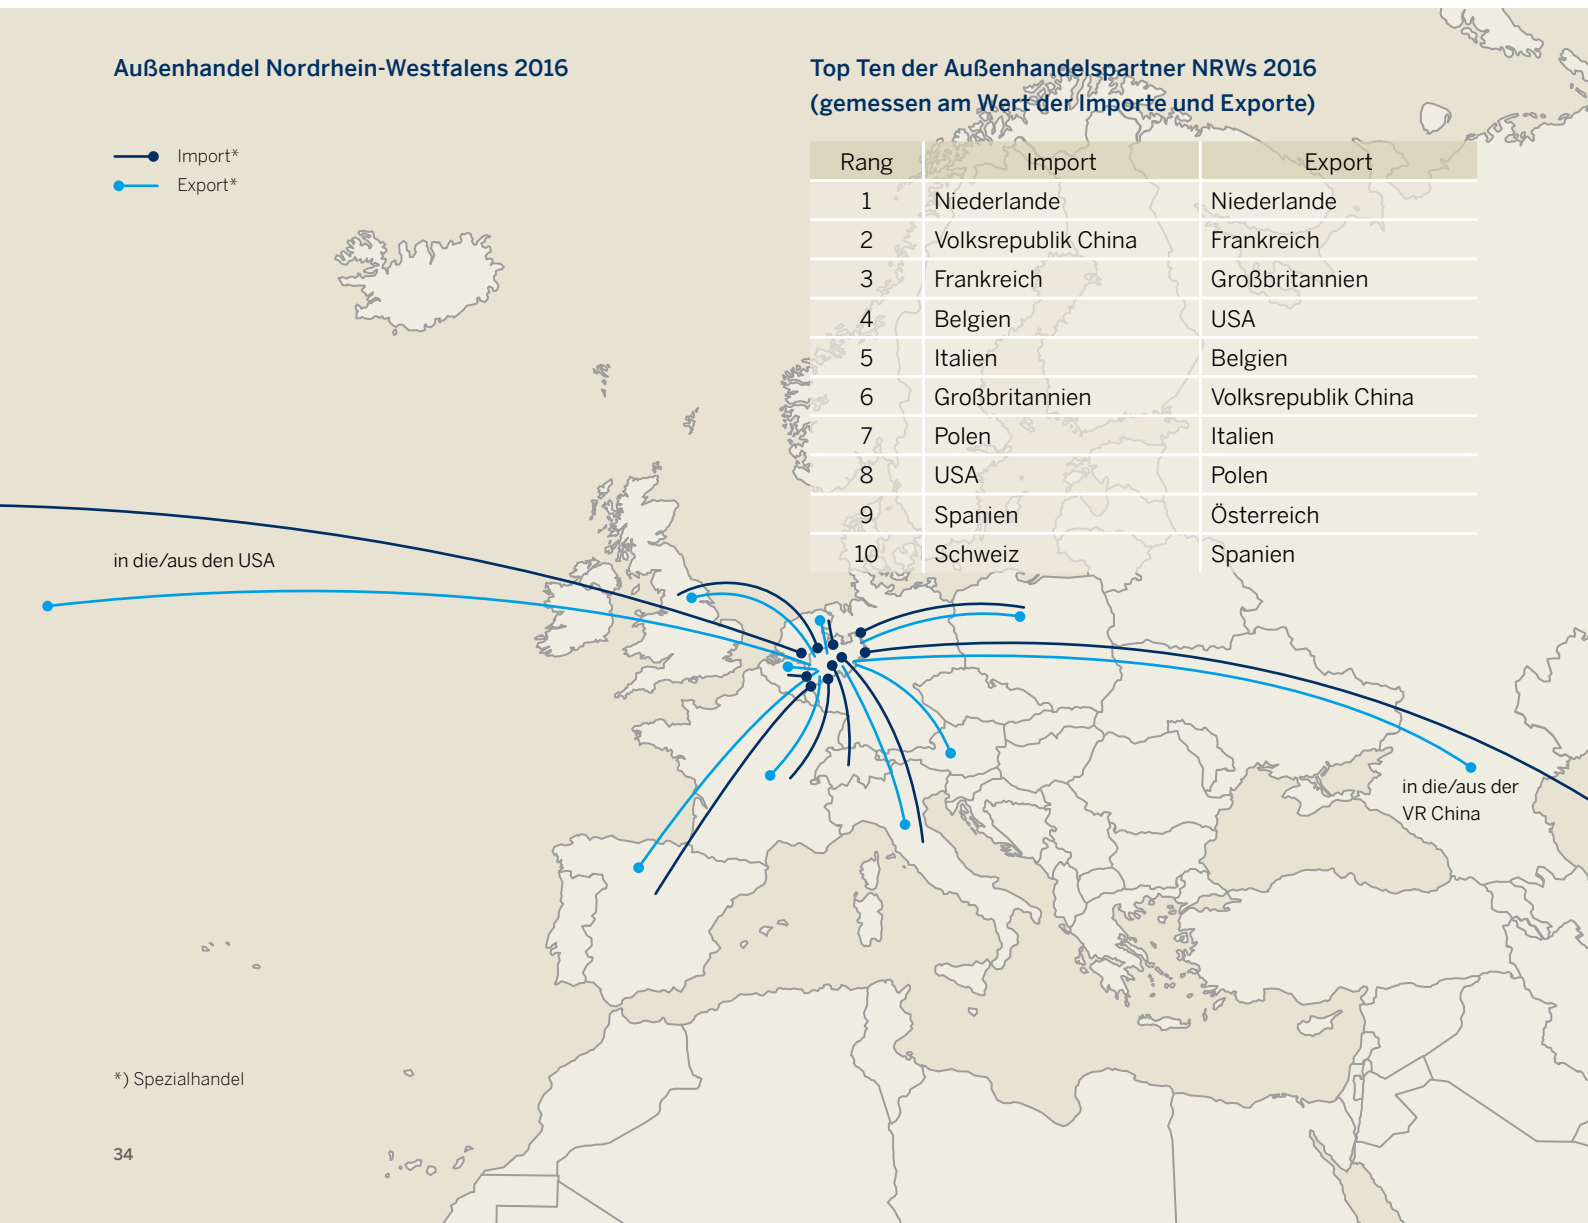 Außenhandel Nordrhein-Westfalens 2016
Import*
Export*
Top Ten der Außenhandelspartner NRWs 2016
(gemessen am Wert der Importe und Exporte)
Rang Import Export
1 Niederlande Niederlande
2 Volksrepublik China Frankreich
3 Frankreich Großbritannien
4 Belgien USA
5 Italien Belgien
6 Großbritannien Volksrepublik China
7 Polen Italien
8 USA Polen
9 Spanien Österreich
10 Schweiz Spanien
in die/aus den USA
in die/aus der
VR China
*) Spezialhandel
34